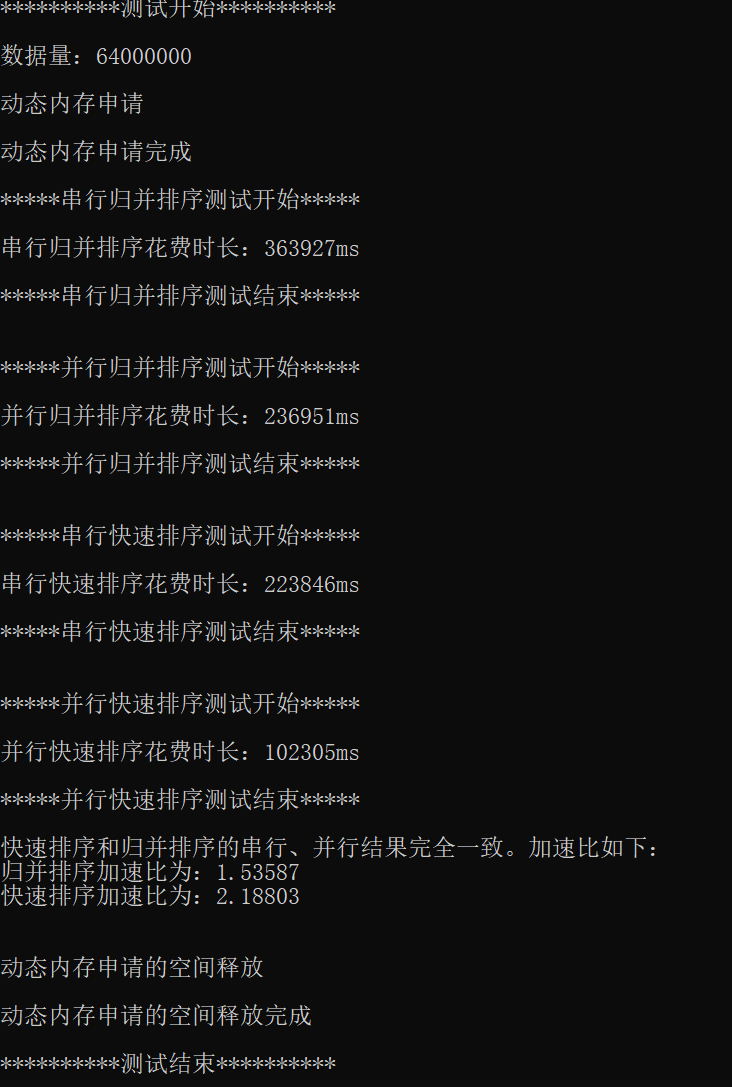 **********测试开始**********
数据量：64000000
动态内存申请
动态内存申请完成
*****串行归并排序测试开始*****
串行归并排序花费时长：363927ms
*****串行归并排序测试结束*****
*****并行归并排序测试开始*****
并行归并排序花费时长：236951ms
*****并行归并排序测试结束*****
*****串行快速排序测试开始*****
串行快速排序花费时长：223846ms
*****串行快速排序测试结束*****
*****并行快速排序测试开始*****
并行快速排序花费时长：102305ms
*****并行快速排序测试结束*****
快速排序和归并排序的串行、并行结果完全一致。加速比如下：
归并排序加速比为：1.53587
快速排序加速比为：2.18803
动态内存申请的空间释放
动态内存申请的空间释放完成
**********测试结束**********